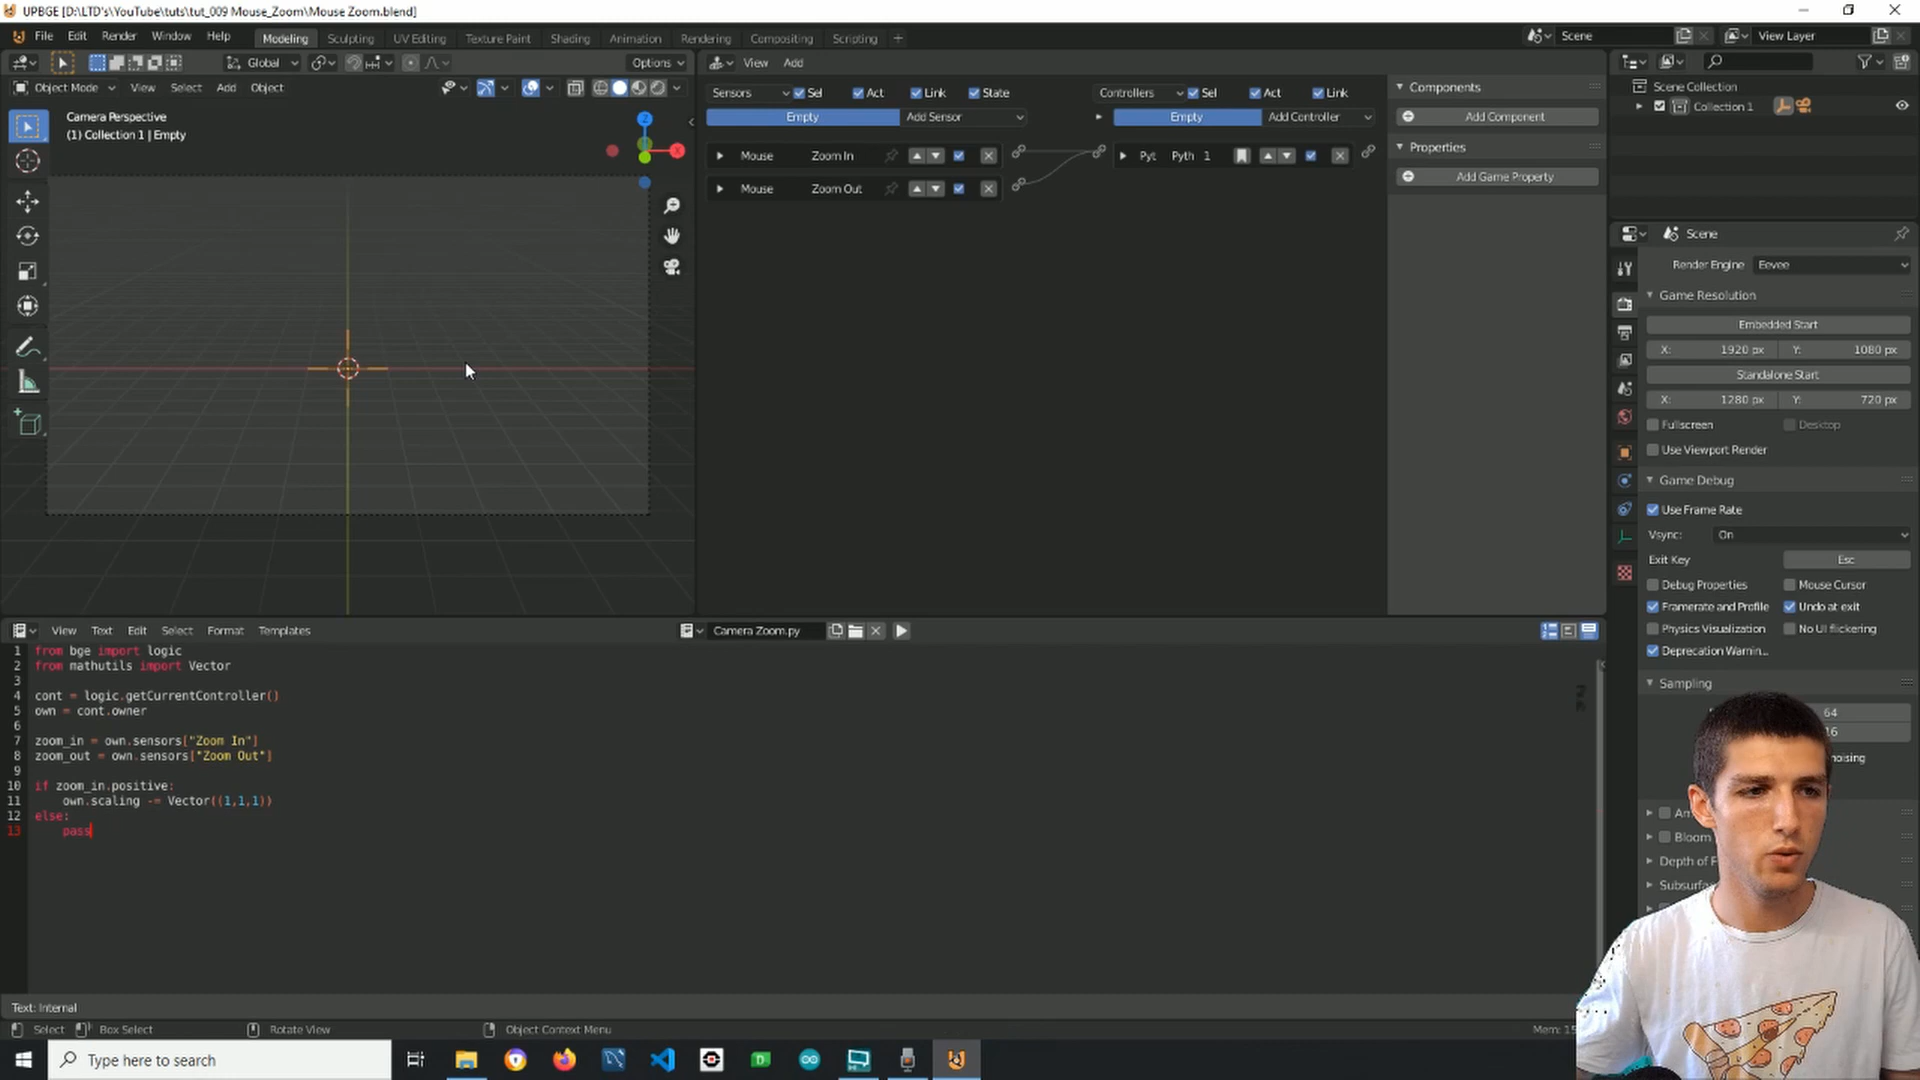 UPBGE [D:\LTD's\YouTube\tuts\tut_009 Mouse_Zoom\Mouse Zoom.blend]
File Edit Render Window Help Modeling Sculpting UV Editing Texture Paint Shading Animation Rendering Compositing Scripting + Scene View Layer
Global Options View Add
Object Mode View Select Add Object
Camera Perspective
(1) Collection 1 | Empty
Z
X
Sensors Sel Act Link State Controllers Sel Act Link
Empty Add Sensor Empty Add Controller
Mouse Zoom In Pyt Pyth 1
Mouse Zoom Out
Components
Add Component
Properties
Add Game Property
Scene Collection
Collection 1
Scene
Render Engine Eevee
Game Resolution
Embedded Start
X: 1920 px Y: 1080 px
Standalone Start
X: 1280 px Y: 720 px
Fullscreen Desktop
Use Viewport Render
Game Debug
Use Frame Rate
Vsync: On
Exit Key Esc
Debug Properties Mouse Cursor
Framerate and Profile Undo at exit
Physics Visualization No UI flickering
Deprecation Warnin...
Sampling
64
16
noising
Bloom
Depth of F
Subsurfa
View Text Edit Select Format Templates Camera Zoom.py
1 from bge import logic
2 from mathutils import Vector
3
4 cont = logic.getCurrentController()
5 own = cont.owner
6
7 zoom_in = own.sensors["Zoom In"]
8 zoom_out = own.sensors["Zoom Out"]
9
10 if zoom_in.positive:
11 own.scaling -= Vector((1,1,1))
12 else:
13 pass
Text: Internal
Select Box Select Rotate View Object Context Menu Mem: 15
Type here to search